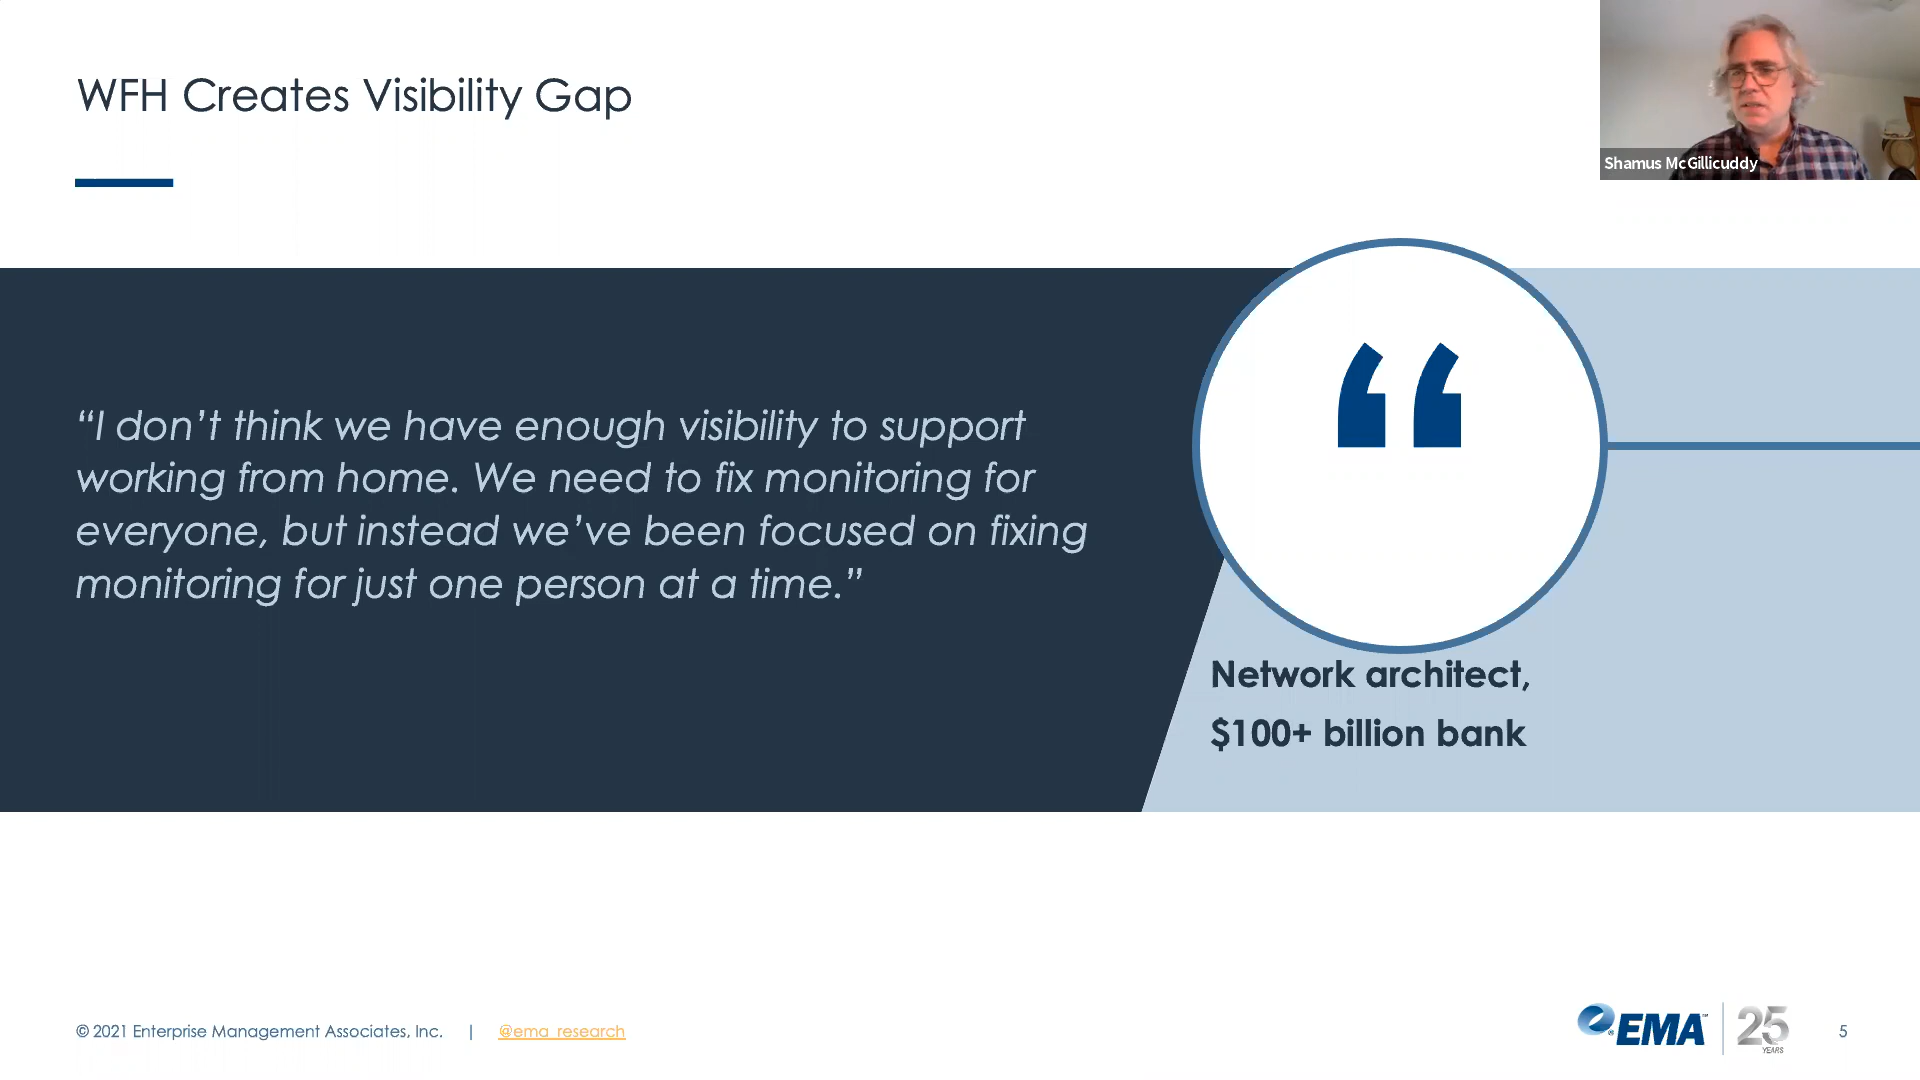 WFH Creates Visibility Gap
Shamus McGillicuddy
“I don’t think we have enough visibility to support
working from home. We need to fix monitoring for
everyone, but instead we’ve been focused on fixing
monitoring for just one person at a time.”
“
Network architect,
$100+ billion bank
© 2021 Enterprise Management Associates, Inc. | @ema_research
EMA™ 25 YEARS
5